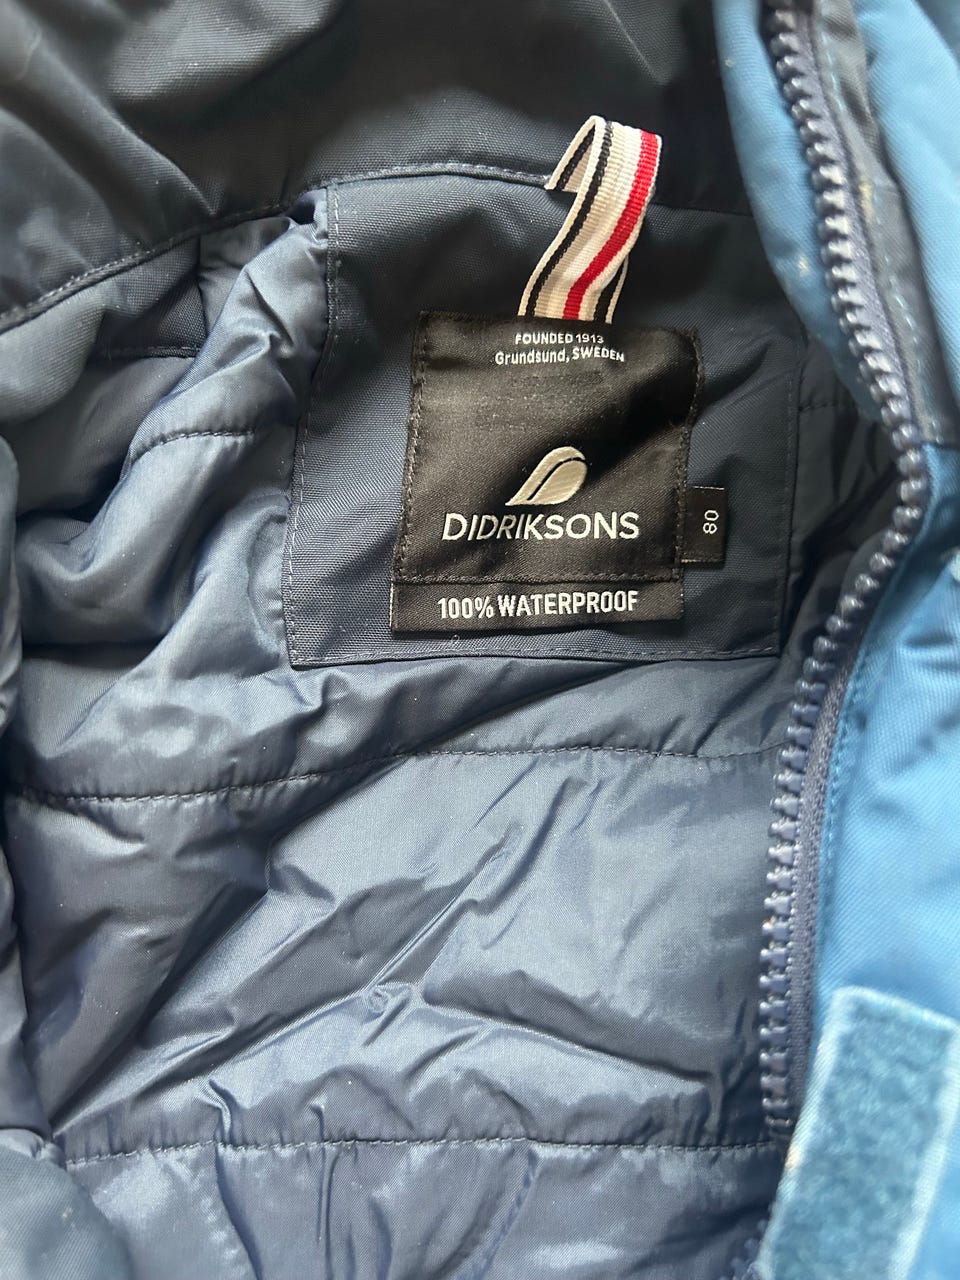 FOUNDED 1913
Grundsund, SWEDEN
DIDRIKSONS
80
100% WATERPROOF